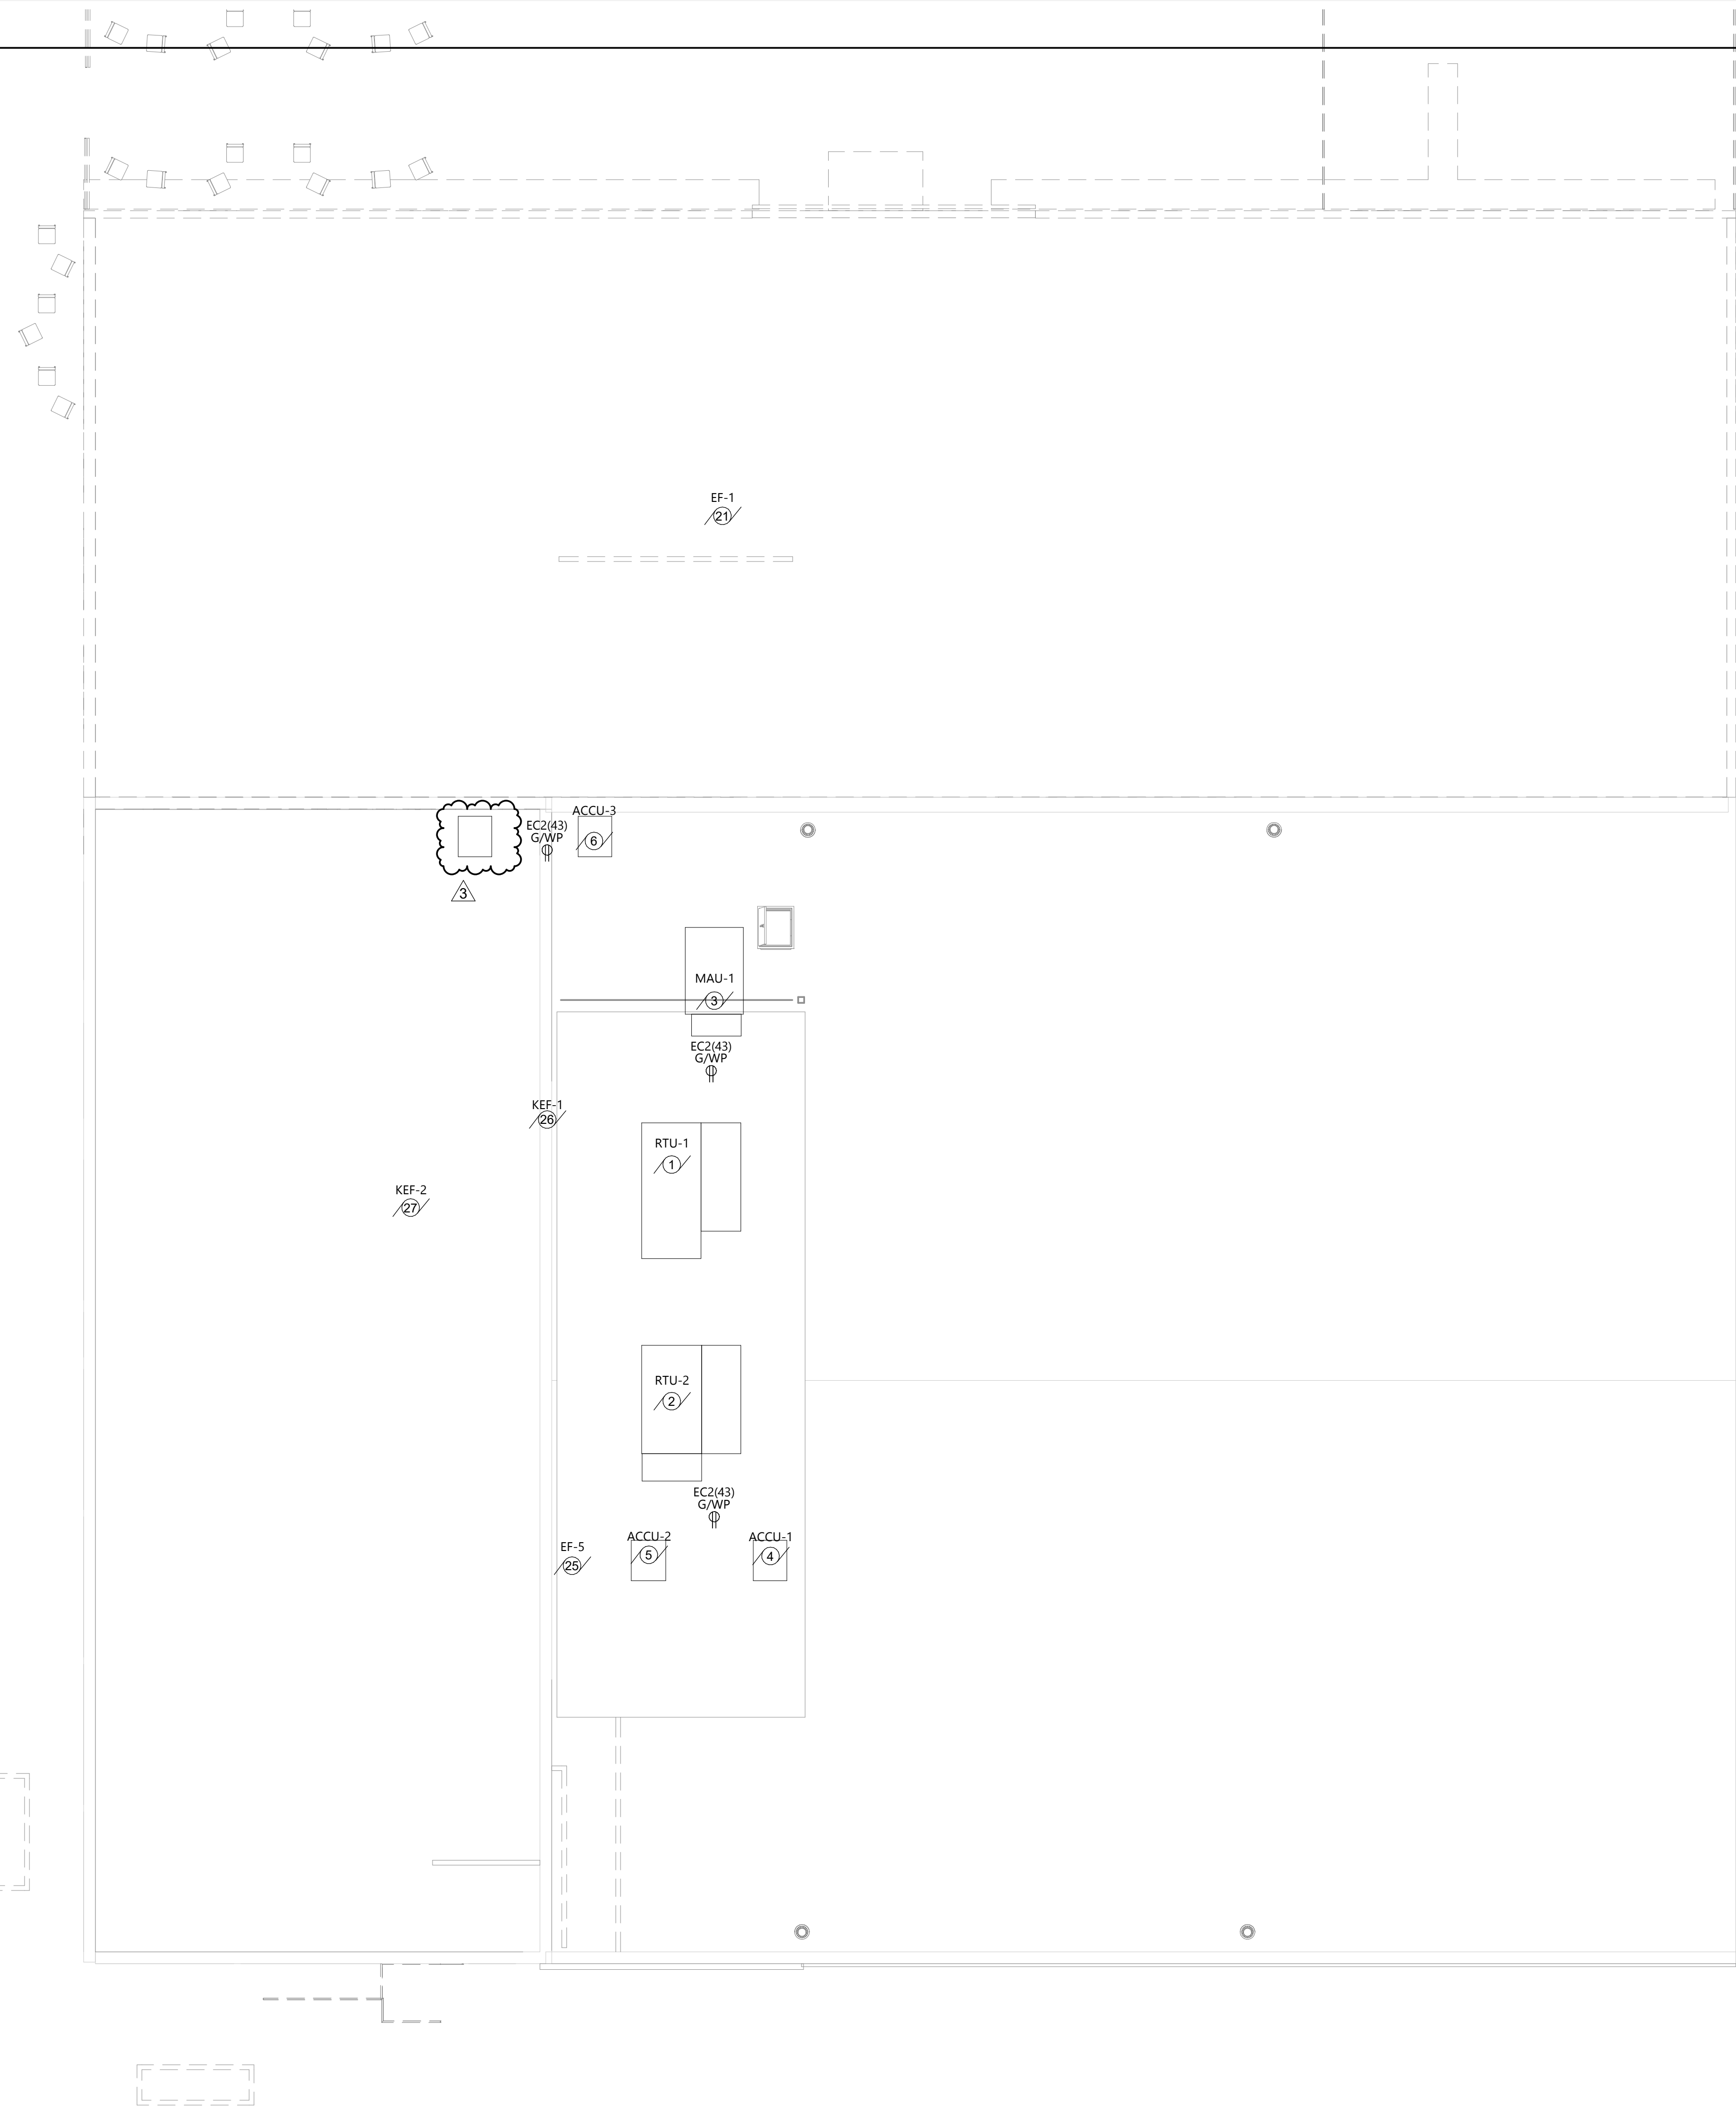 EF-1
21
ACCU-3
6
EC2(43)
G/WP
3
MAU-1
3
EC2(43)
G/WP
KEF-1
26
RTU-1
1
KEF-2
27
RTU-2
2
EC2(43)
G/WP
ACCU-2
5
ACCU-1
4
EF-5
25